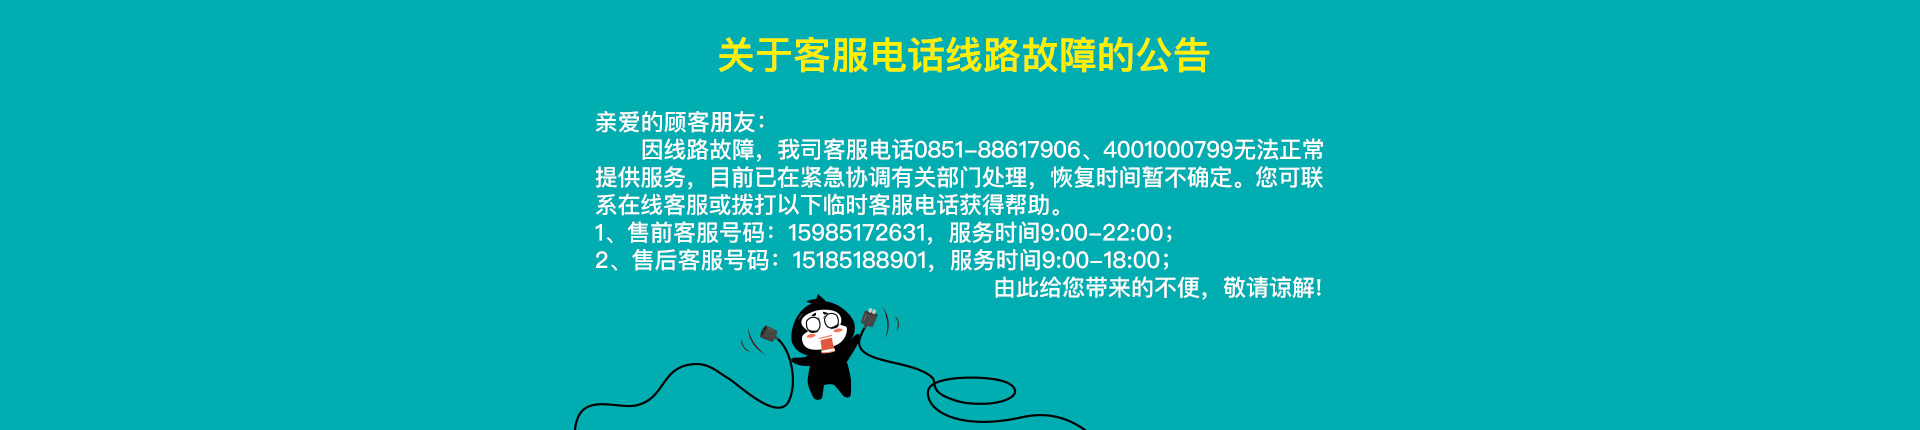 关于客服电话线路故障的公告
亲爱的顾客朋友：
因线路故障，我司客服电话0851-88617906、4001000799无法正常
提供服务，目前已在紧急协调有关部门处理，恢复时间暂不确定。您可联
系在线客服或拨打以下临时客服电话获得帮助。
1、售前客服号码：15985172631，服务时间9:00-22:00；
2、售后客服号码：15185188901，服务时间9:00-18:00；
由此给您带来的不便，敬请谅解!